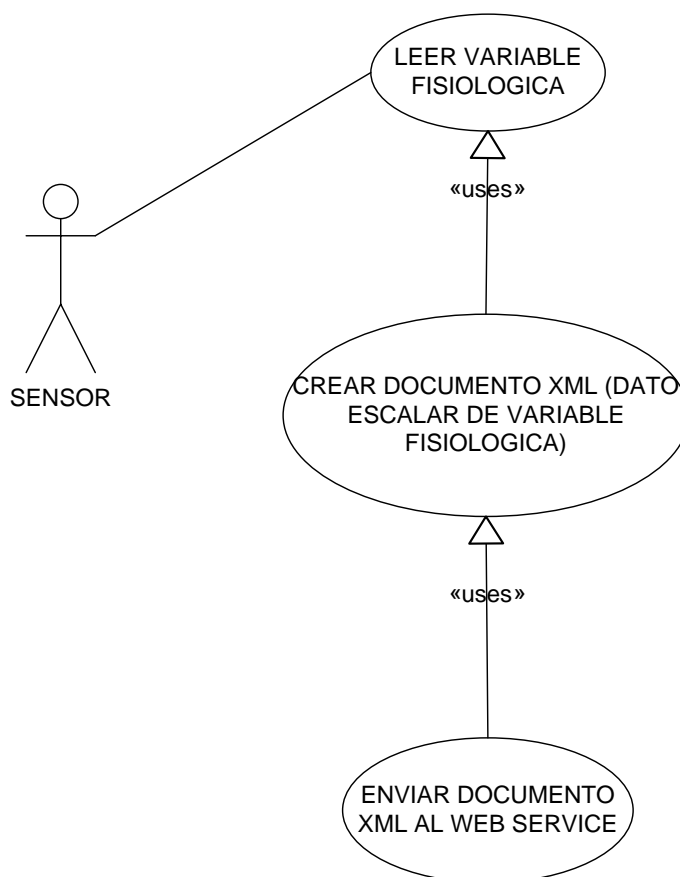 LEER VARIABLE
FISIOLOGICA
«uses»
SENSOR
CREAR DOCUMENTO XML (DATO
ESCALAR DE VARIABLE
FISIOLOGICA)
«uses»
ENVIAR DOCUMENTO
XML AL WEB SERVICE